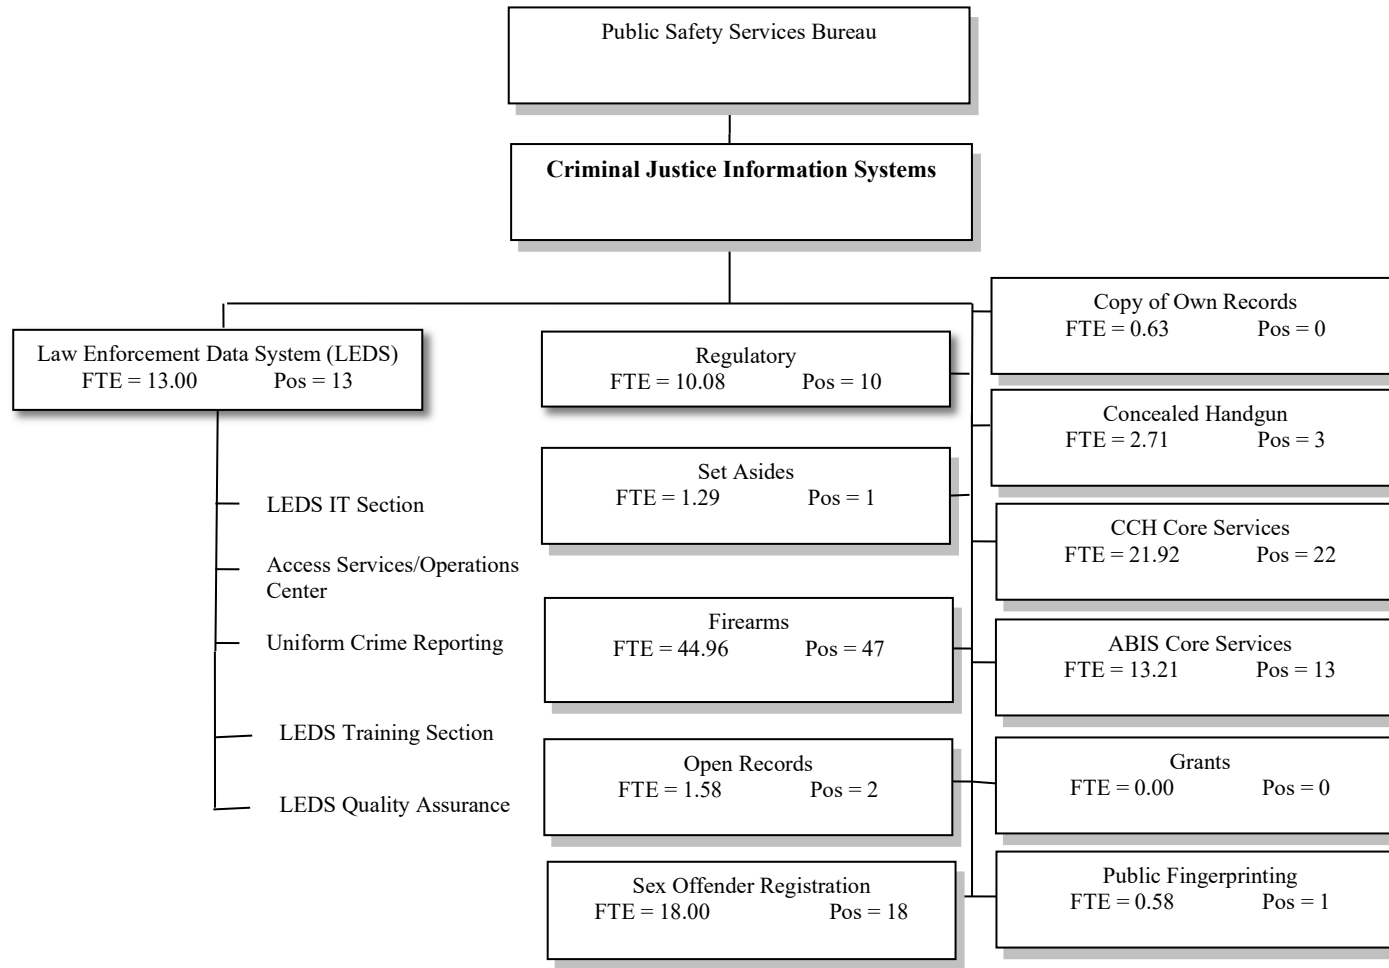 Public Safety Services Bureau
Criminal Justice Information Systems
Law Enforcement Data System (LEDS)
FTE = 13.00 Pos = 13
LEDS IT Section
Access Services/Operations
Center
Uniform Crime Reporting
LEDS Training Section
LEDS Quality Assurance
Regulatory
FTE = 10.08 Pos = 10
Set Asides
FTE = 1.29 Pos = 1
Firearms
FTE = 44.96 Pos = 47
Open Records
FTE = 1.58 Pos = 2
Sex Offender Registration
FTE = 18.00 Pos = 18
Copy of Own Records
FTE = 0.63 Pos = 0
Concealed Handgun
FTE = 2.71 Pos = 3
CCH Core Services
FTE = 21.92 Pos = 22
ABIS Core Services
FTE = 13.21 Pos = 13
Grants
FTE = 0.00 Pos = 0
Public Fingerprinting
FTE = 0.58 Pos = 1